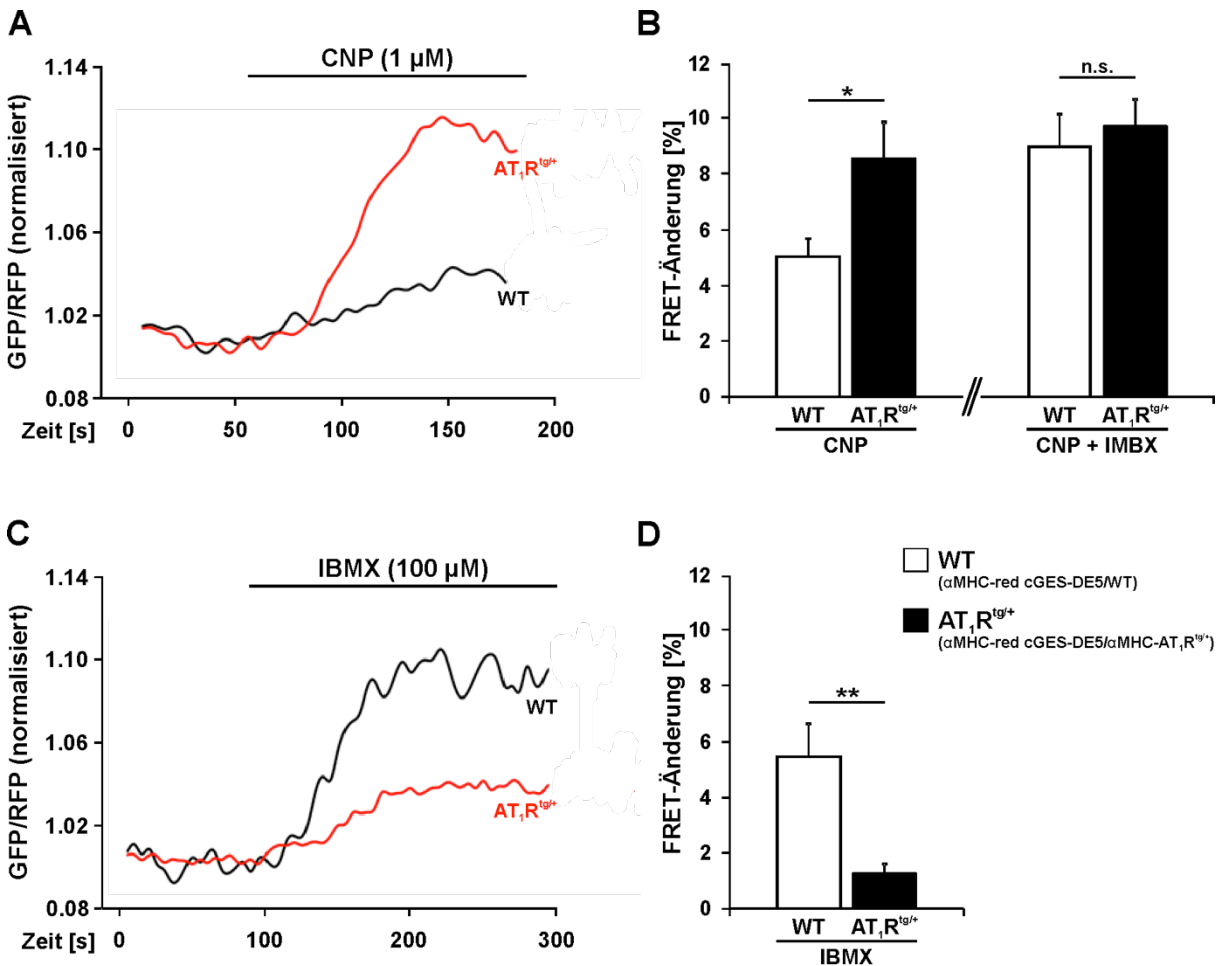 A
CNP (1 µM)
GFP/RFP (normalisiert)
1.14
1.10
1.06
1.02
0.08
AT₁Rᵗᵍ/⁺
WT
Zeit [s]
0 50 100 150 200
B
FRET-Änderung [%]
12
10
8
6
4
2
0
*
n.s.
WT AT₁Rᵗᵍ/⁺
CNP
//
WT AT₁Rᵗᵍ/⁺
CNP + IMBX
C
IBMX (100 µM)
GFP/RFP (normalisiert)
1.14
1.10
1.06
1.02
0.08
WT
AT₁Rᵗᵍ/⁺
Zeit [s]
0 100 200 300
D
FRET-Änderung [%]
12
10
8
6
4
2
0
**
WT AT₁Rᵗᵍ/⁺
IBMX
WT
(αMHC-red cGES-DE5/WT)
AT₁Rᵗᵍ/⁺
(αMHC-red cGES-DE5/αMHC-AT₁Rᵗᵍ/⁺)